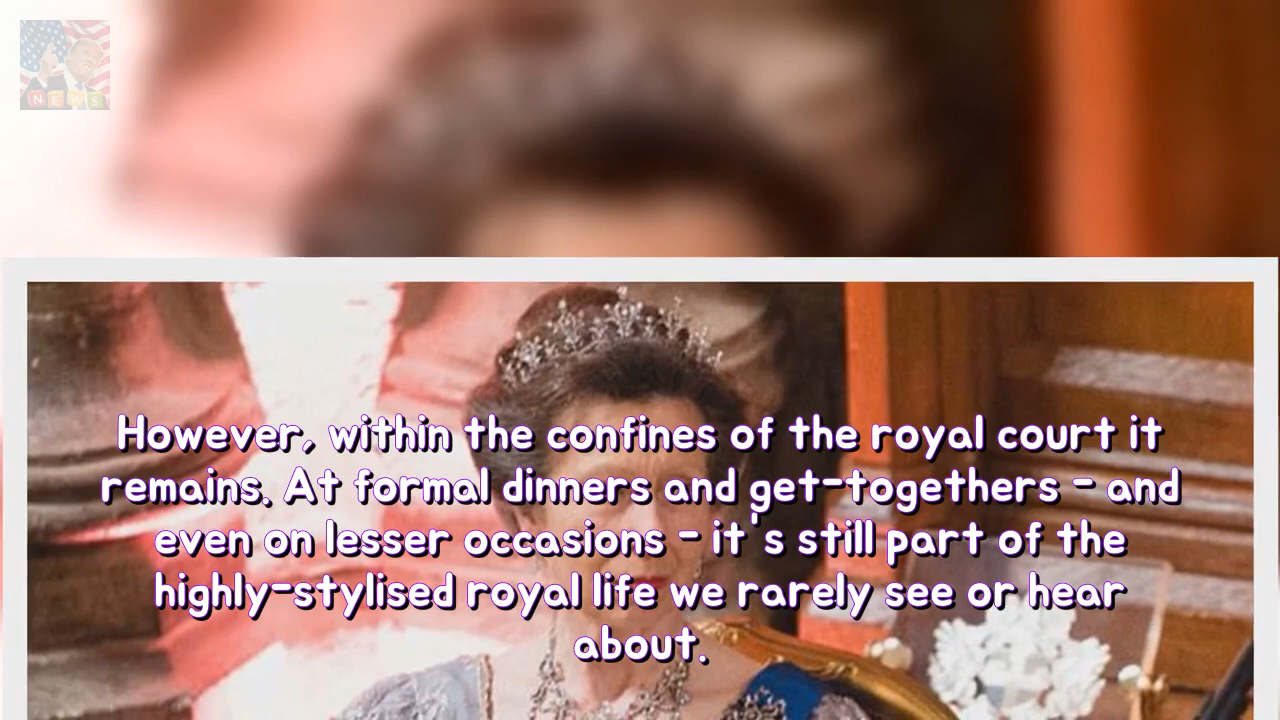 NEWS
However, within the confines of the royal court it
remains. At formal dinners and get-togethers - and
even on lesser occasions - it's still part of the
highly-stylised royal life we rarely see or hear
about.